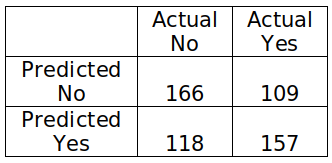 Actual No Actual Yes
Predicted No 166 109
Predicted Yes 118 157